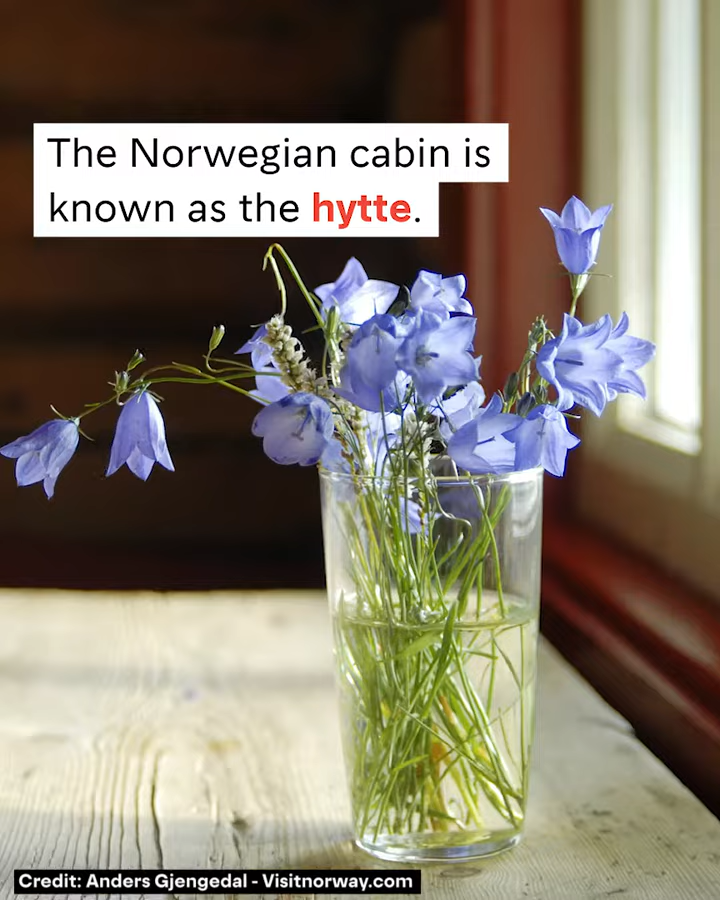 The Norwegian cabin is
known as the hytte.
Credit: Anders Gjengedal - Visitnorway.com